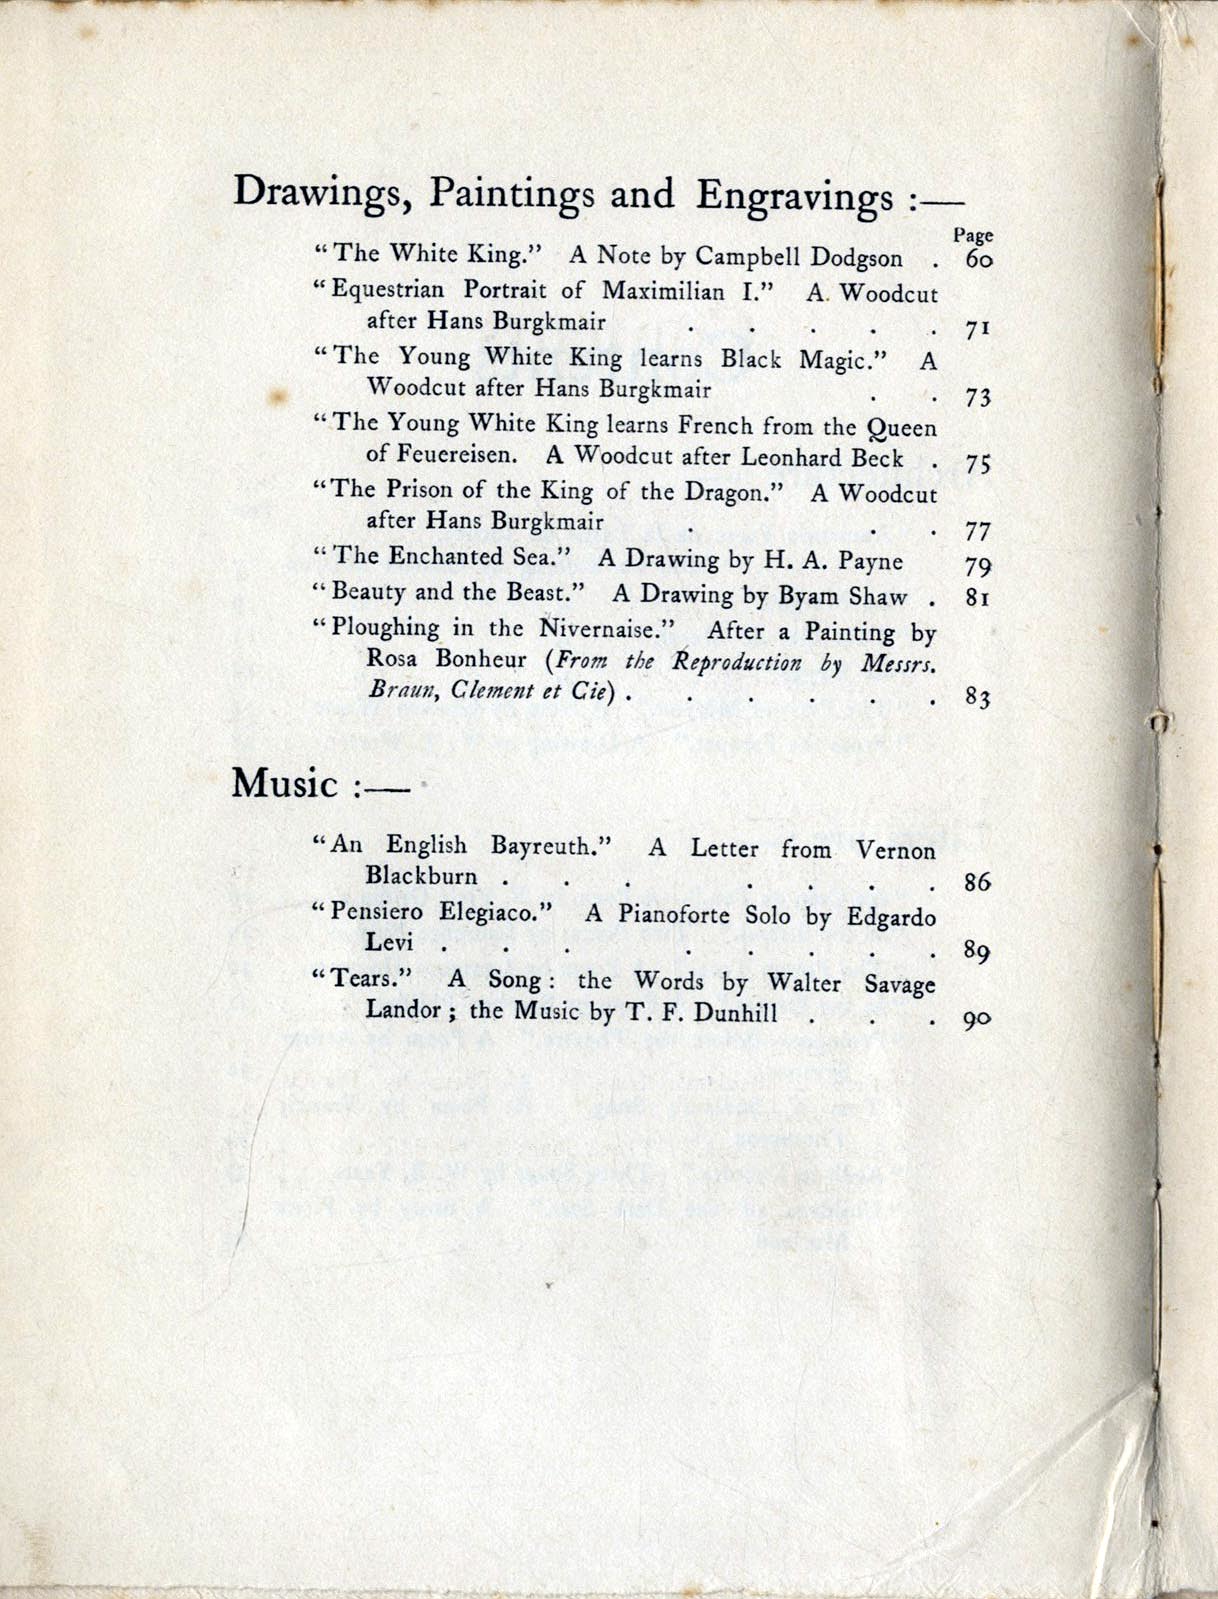 Drawings, Paintings and Engravings :—
Page
“The White King.” A Note by Campbell Dodgson . 60
“Equestrian Portrait of Maximilian I.” A Woodcut
after Hans Burgkmair . . . . . 71
“The Young White King learns Black Magic.” A
Woodcut after Hans Burgkmair . . 73
“The Young White King learns French from the Queen
of Feuereisen. A Woodcut after Leonhard Beck . 75
“The Prison of the King of the Dragon.” A Woodcut
after Hans Burgkmair . . . 77
“The Enchanted Sea.” A Drawing by H. A. Payne 79
“Beauty and the Beast.” A Drawing by Byam Shaw . 81
“Ploughing in the Nivernaise.” After a Painting by
Rosa Bonheur (From the Reproduction by Messrs.
Braun, Clement et Cie) . . . . . . 83
Music :—
“An English Bayreuth.” A Letter from Vernon
Blackburn . . . . . . . 86
“Pensiero Elegiaco.” A Pianoforte Solo by Edgardo
Levi . . . . . . . . 89
“Tears.” A Song : the Words by Walter Savage
Landor ; the Music by T. F. Dunhill . . . 90